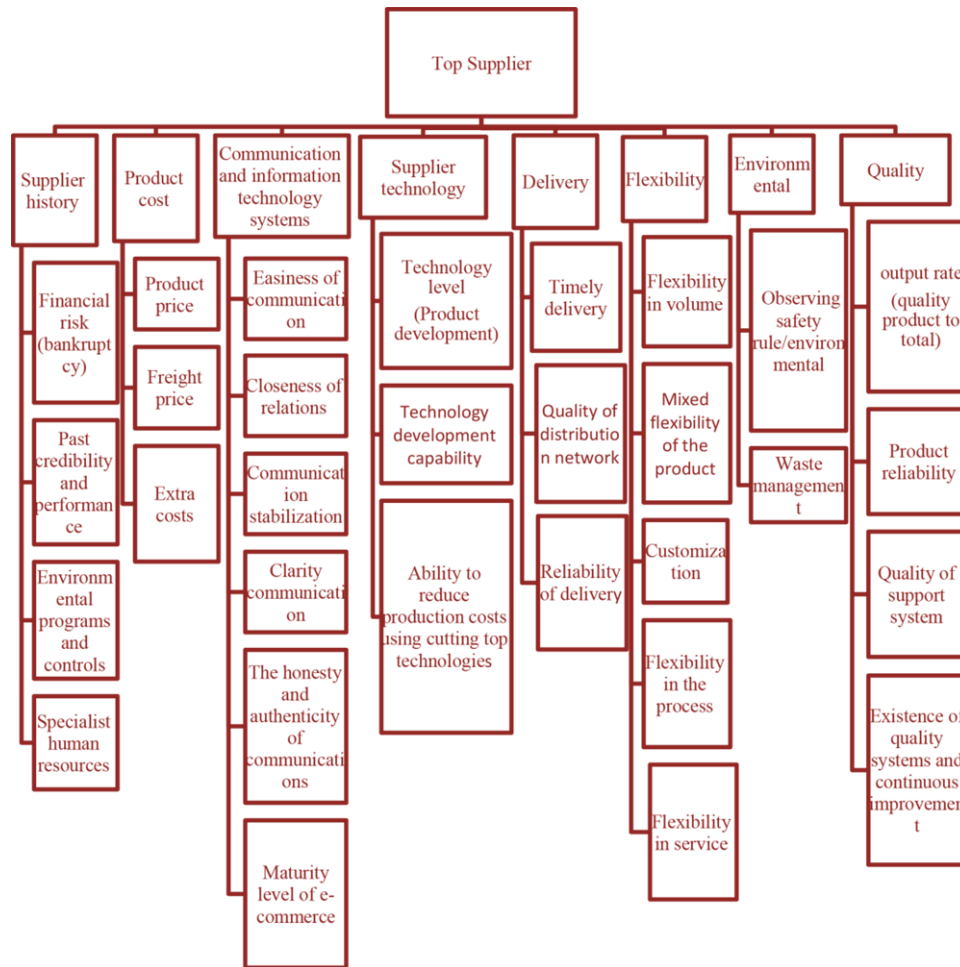 Top Supplier
Supplier
history
Product
cost
Communication
and information
technology
systems
Supplier
technology
Delivery
Flexibility
Environm
ental
Quality
Financial
risk
(bankrupt
cy)
Past
credibility
and
performa
nce
Environm
ental
programs
and
controls
Specialist
human
resources
Product
price
Freight
price
Extra
costs
Easiness of
communicati
on
Closeness of
relations
Communicat
ion
stabilization
Clarity
communicati
on
The honesty
and
authenticity
of
communicati
ons
Maturity
level of e-
commerce
Technology
level
(Product
development)
Technology
development
capability
Ability to
reduce
production costs
using cutting top
technologies
Timely
delivery
Quality of
distributio
n network
Reliability
of delivery
Flexibility
in volume
Mixed
flexibility
of the
product
Customiza
tion
Flexibility
in the
process
Flexibility
in service
Observing
safety
rule/environ
mental
Waste
managemen
t
output rate
(quality
product to
total)
Product
reliability
Quality of
support
system
Existence of
quality
systems and
continuous
improvemen
t